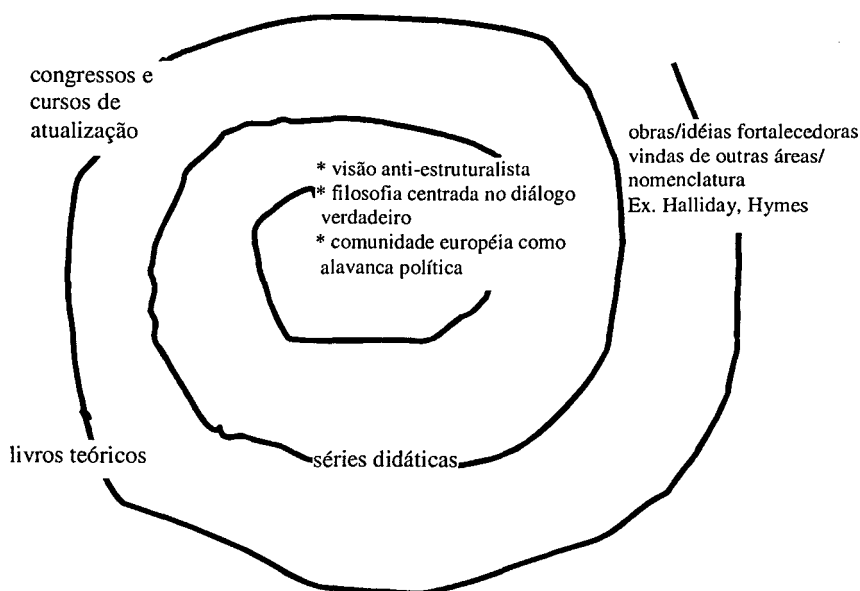 congressos e
cursos de
atualização
obras/idéias fortalecedoras
vindas de outras áreas/
nomenclatura
Ex. Halliday, Hymes
* visão anti-estruturalista
* filosofia centrada no diálogo
verdadeiro
* comunidade européia como
alavanca política
livros teóricos
séries didáticas